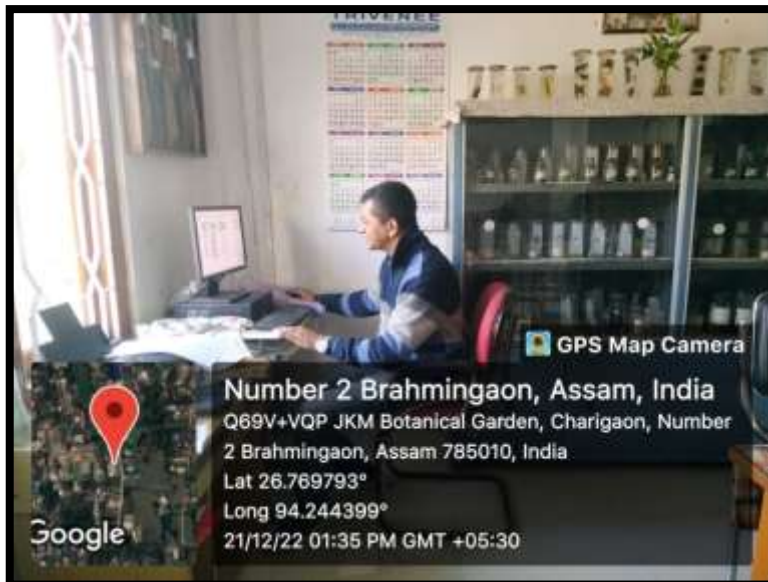 TRIVENEE
GPS Map Camera
Number 2 Brahmingaon, Assam, India
Q69V+VQP JKM Botanical Garden, Charigaon, Number
2 Brahmingaon, Assam 785010, India
Lat 26.769793°
Long 94.244399°
21/12/22 01:35 PM GMT +05:30
Google